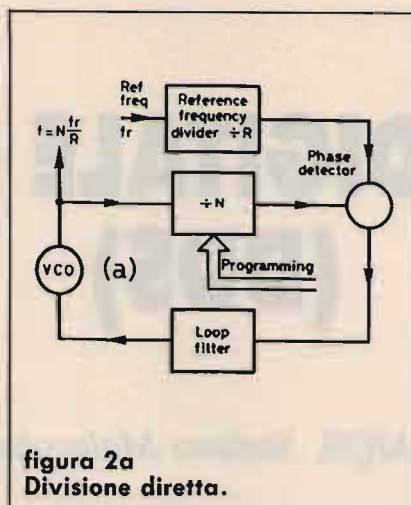 Ref
freq
fr
Reference
frequency
divider ÷R
f=N fr/R
Phase
detector
÷N
VCO
(a)
Programming
Loop
filter
figura 2a
Divisione diretta.